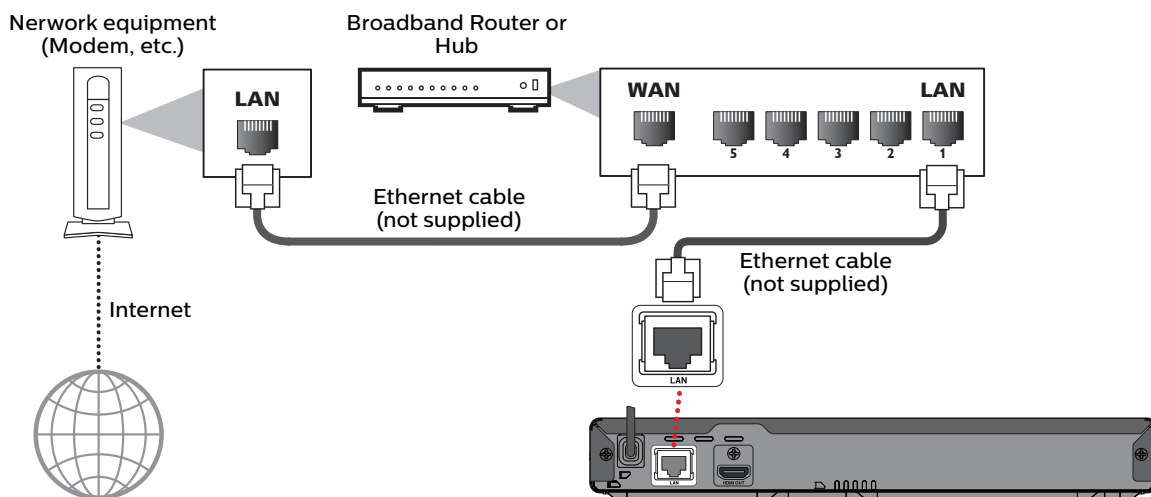 Nerwork equipment
(Modem, etc.)
Broadband Router or
Hub
LAN
WAN
LAN
5 4 3 2 1
Ethernet cable
(not supplied)
Ethernet cable
(not supplied)
Internet
LAN
LAN
HDMI OUT